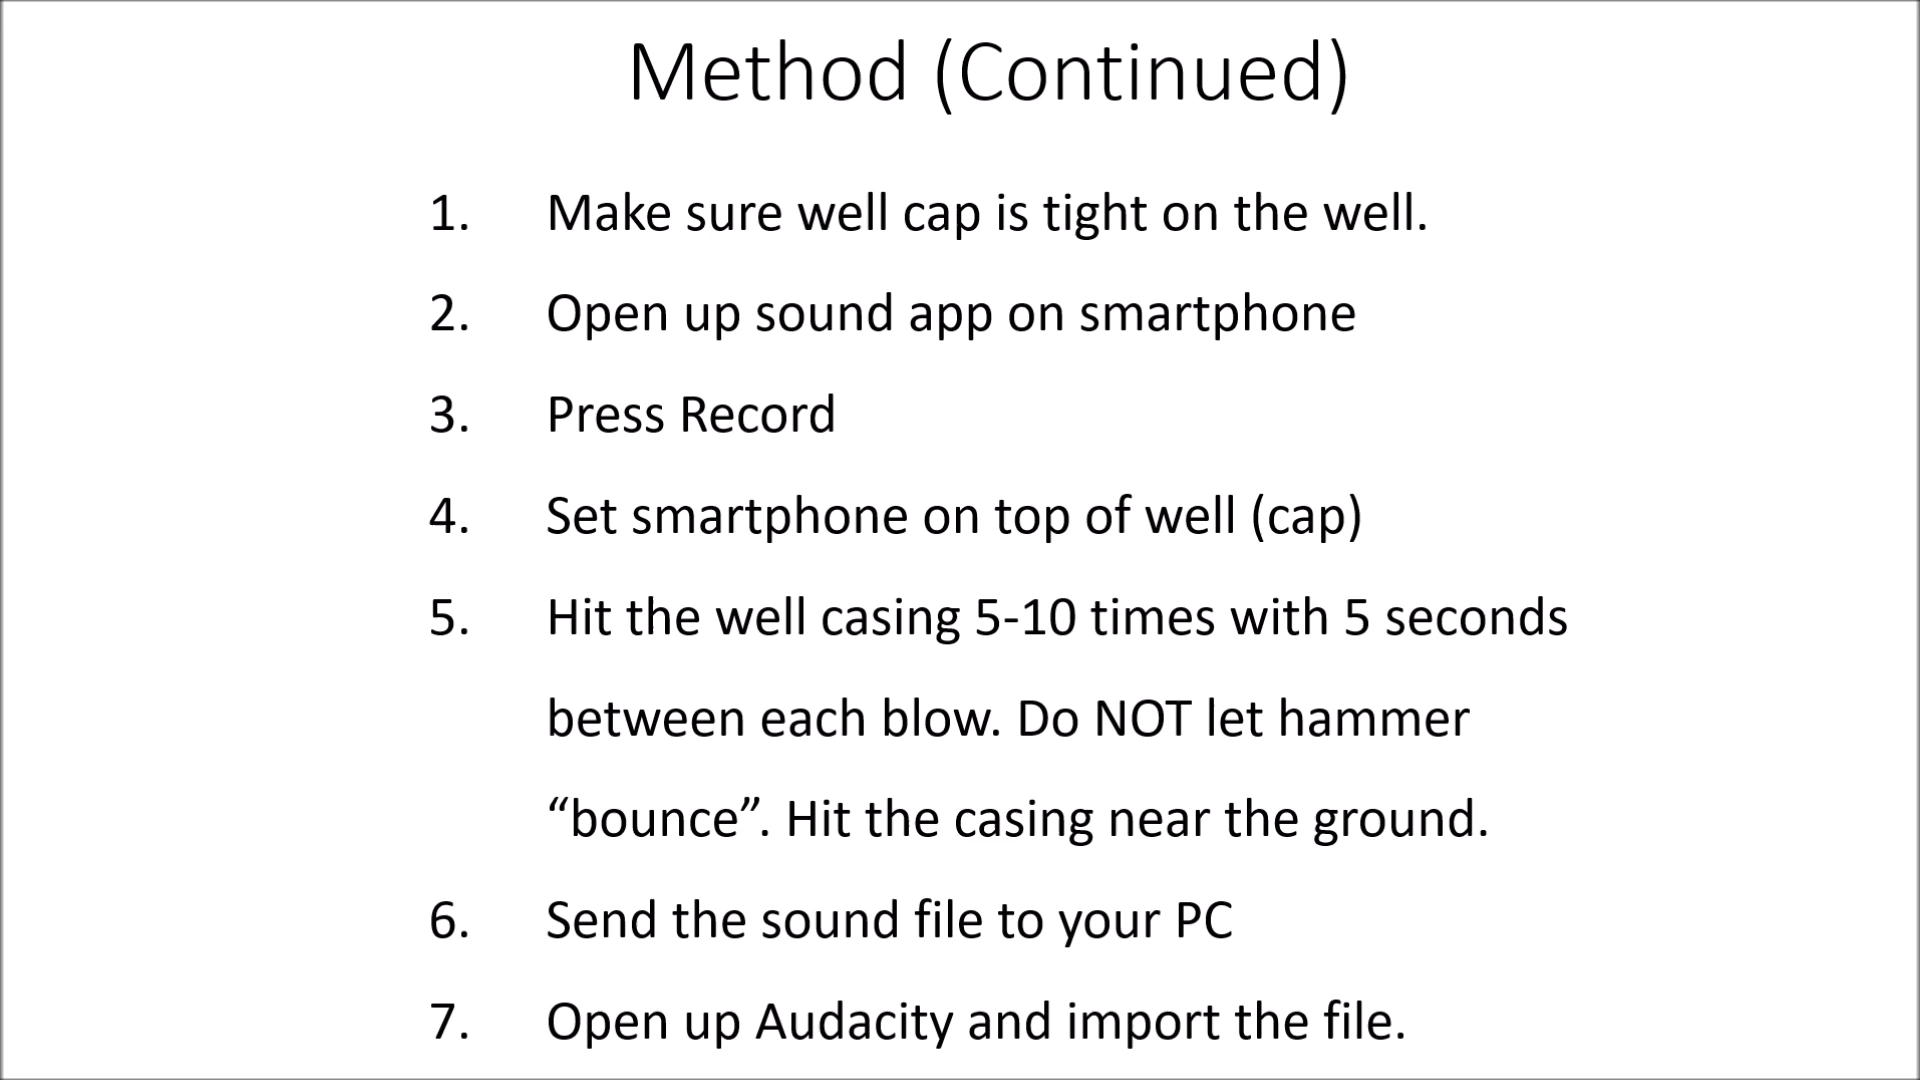 Method (Continued)
1. Make sure well cap is tight on the well.
2. Open up sound app on smartphone
3. Press Record
4. Set smartphone on top of well (cap)
5. Hit the well casing 5-10 times with 5 seconds
between each blow. Do NOT let hammer
“bounce”. Hit the casing near the ground.
6. Send the sound file to your PC
7. Open up Audacity and import the file.